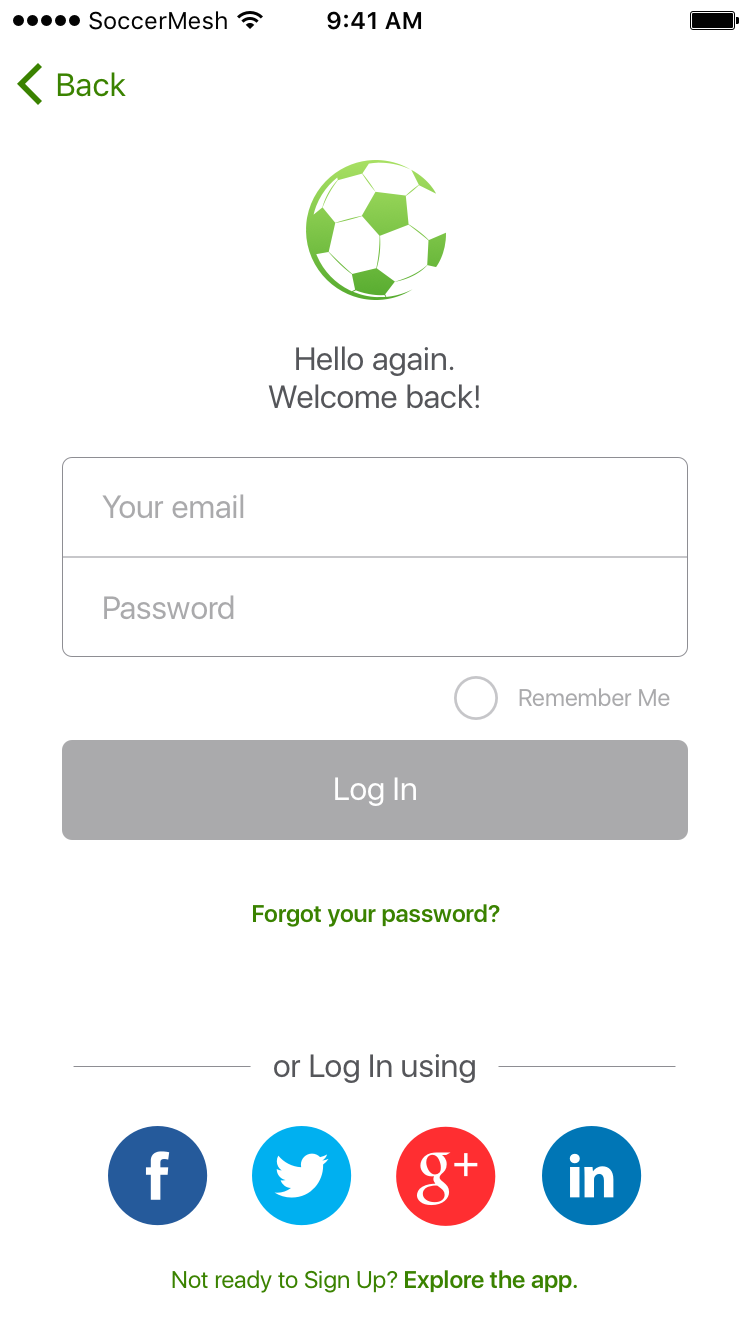 SoccerMesh 9:41 AM
Back
Hello again.
Welcome back!
Your email
Password
Remember Me
Log In
Forgot your password?
or Log In using
f g+ in
Not ready to Sign Up? Explore the app.